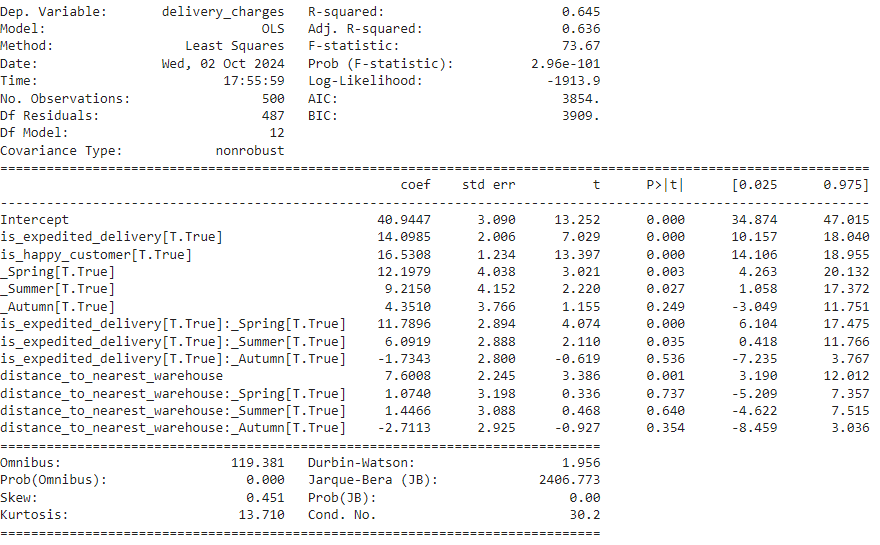 Dep. Variable: delivery_charges R-squared: 0.645
Model: OLS Adj. R-squared: 0.636
Method: Least Squares F-statistic: 73.67
Date: Wed, 02 Oct 2024 Prob (F-statistic): 2.96e-101
Time: 17:55:59 Log-Likelihood: -1913.9
No. Observations: 500 AIC: 3854.
Df Residuals: 487 BIC: 3909.
Df Model: 12
Covariance Type: nonrobust
coef std err t P>|t| [0.025 0.975]
Intercept 40.9447 3.090 13.252 0.000 34.874 47.015
is_expedited_delivery[T.True] 14.0985 2.006 7.029 0.000 10.157 18.040
is_happy_customer[T.True] 16.5308 1.234 13.397 0.000 14.106 18.955
_Spring[T.True] 12.1979 4.038 3.021 0.003 4.263 20.132
_Summer[T.True] 9.2150 4.152 2.220 0.027 1.058 17.372
_Autumn[T.True] 4.3510 3.766 1.155 0.249 -3.049 11.751
is_expedited_delivery[T.True]:_Spring[T.True] 11.7896 2.894 4.074 0.000 6.104 17.475
is_expedited_delivery[T.True]:_Summer[T.True] 6.0919 2.888 2.110 0.035 0.418 11.766
is_expedited_delivery[T.True]:_Autumn[T.True] -1.7343 2.800 -0.619 0.536 -7.235 3.767
distance_to_nearest_warehouse 7.6008 2.245 3.386 0.001 3.190 12.012
distance_to_nearest_warehouse:_Spring[T.True] 1.0740 3.198 0.336 0.737 -5.209 7.357
distance_to_nearest_warehouse:_Summer[T.True] 1.4466 3.088 0.468 0.640 -4.622 7.515
distance_to_nearest_warehouse:_Autumn[T.True] -2.7113 2.925 -0.927 0.354 -8.459 3.036
Omnibus: 119.381 Durbin-Watson: 1.956
Prob(Omnibus): 0.000 Jarque-Bera (JB): 2406.773
Skew: 0.451 Prob(JB): 0.00
Kurtosis: 13.710 Cond. No. 30.2